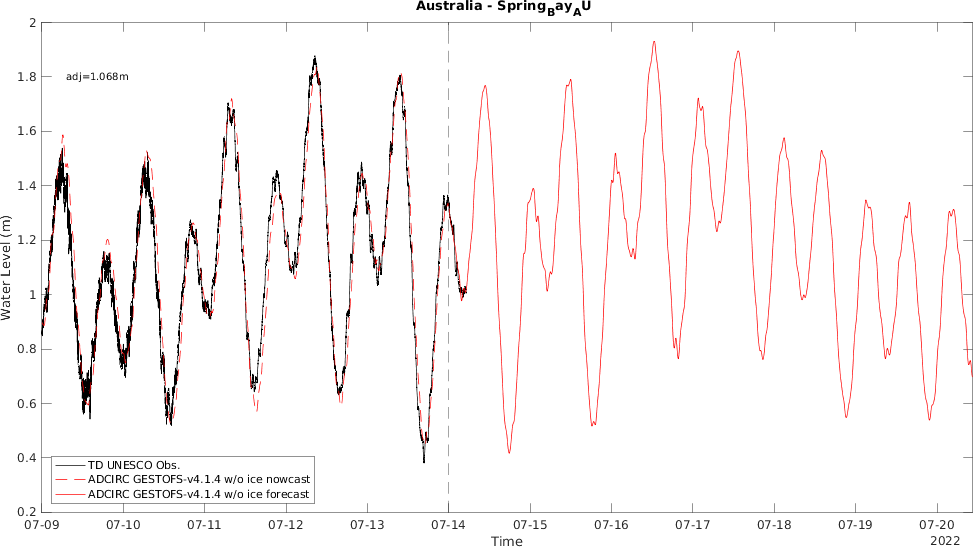 Australia - SpringBayAU
2
1.8
adj=1.068m
1.6
1.4
1.2
1
0.8
0.6
0.4
0.2
Water Level (m)
TD UNESCO Obs.
ADCIRC GESTOFS-v4.1.4 w/o ice nowcast
ADCIRC GESTOFS-v4.1.4 w/o ice forecast
07-09 07-10 07-11 07-12 07-13 07-14 07-15 07-16 07-17 07-18 07-19 07-20
Time
2022